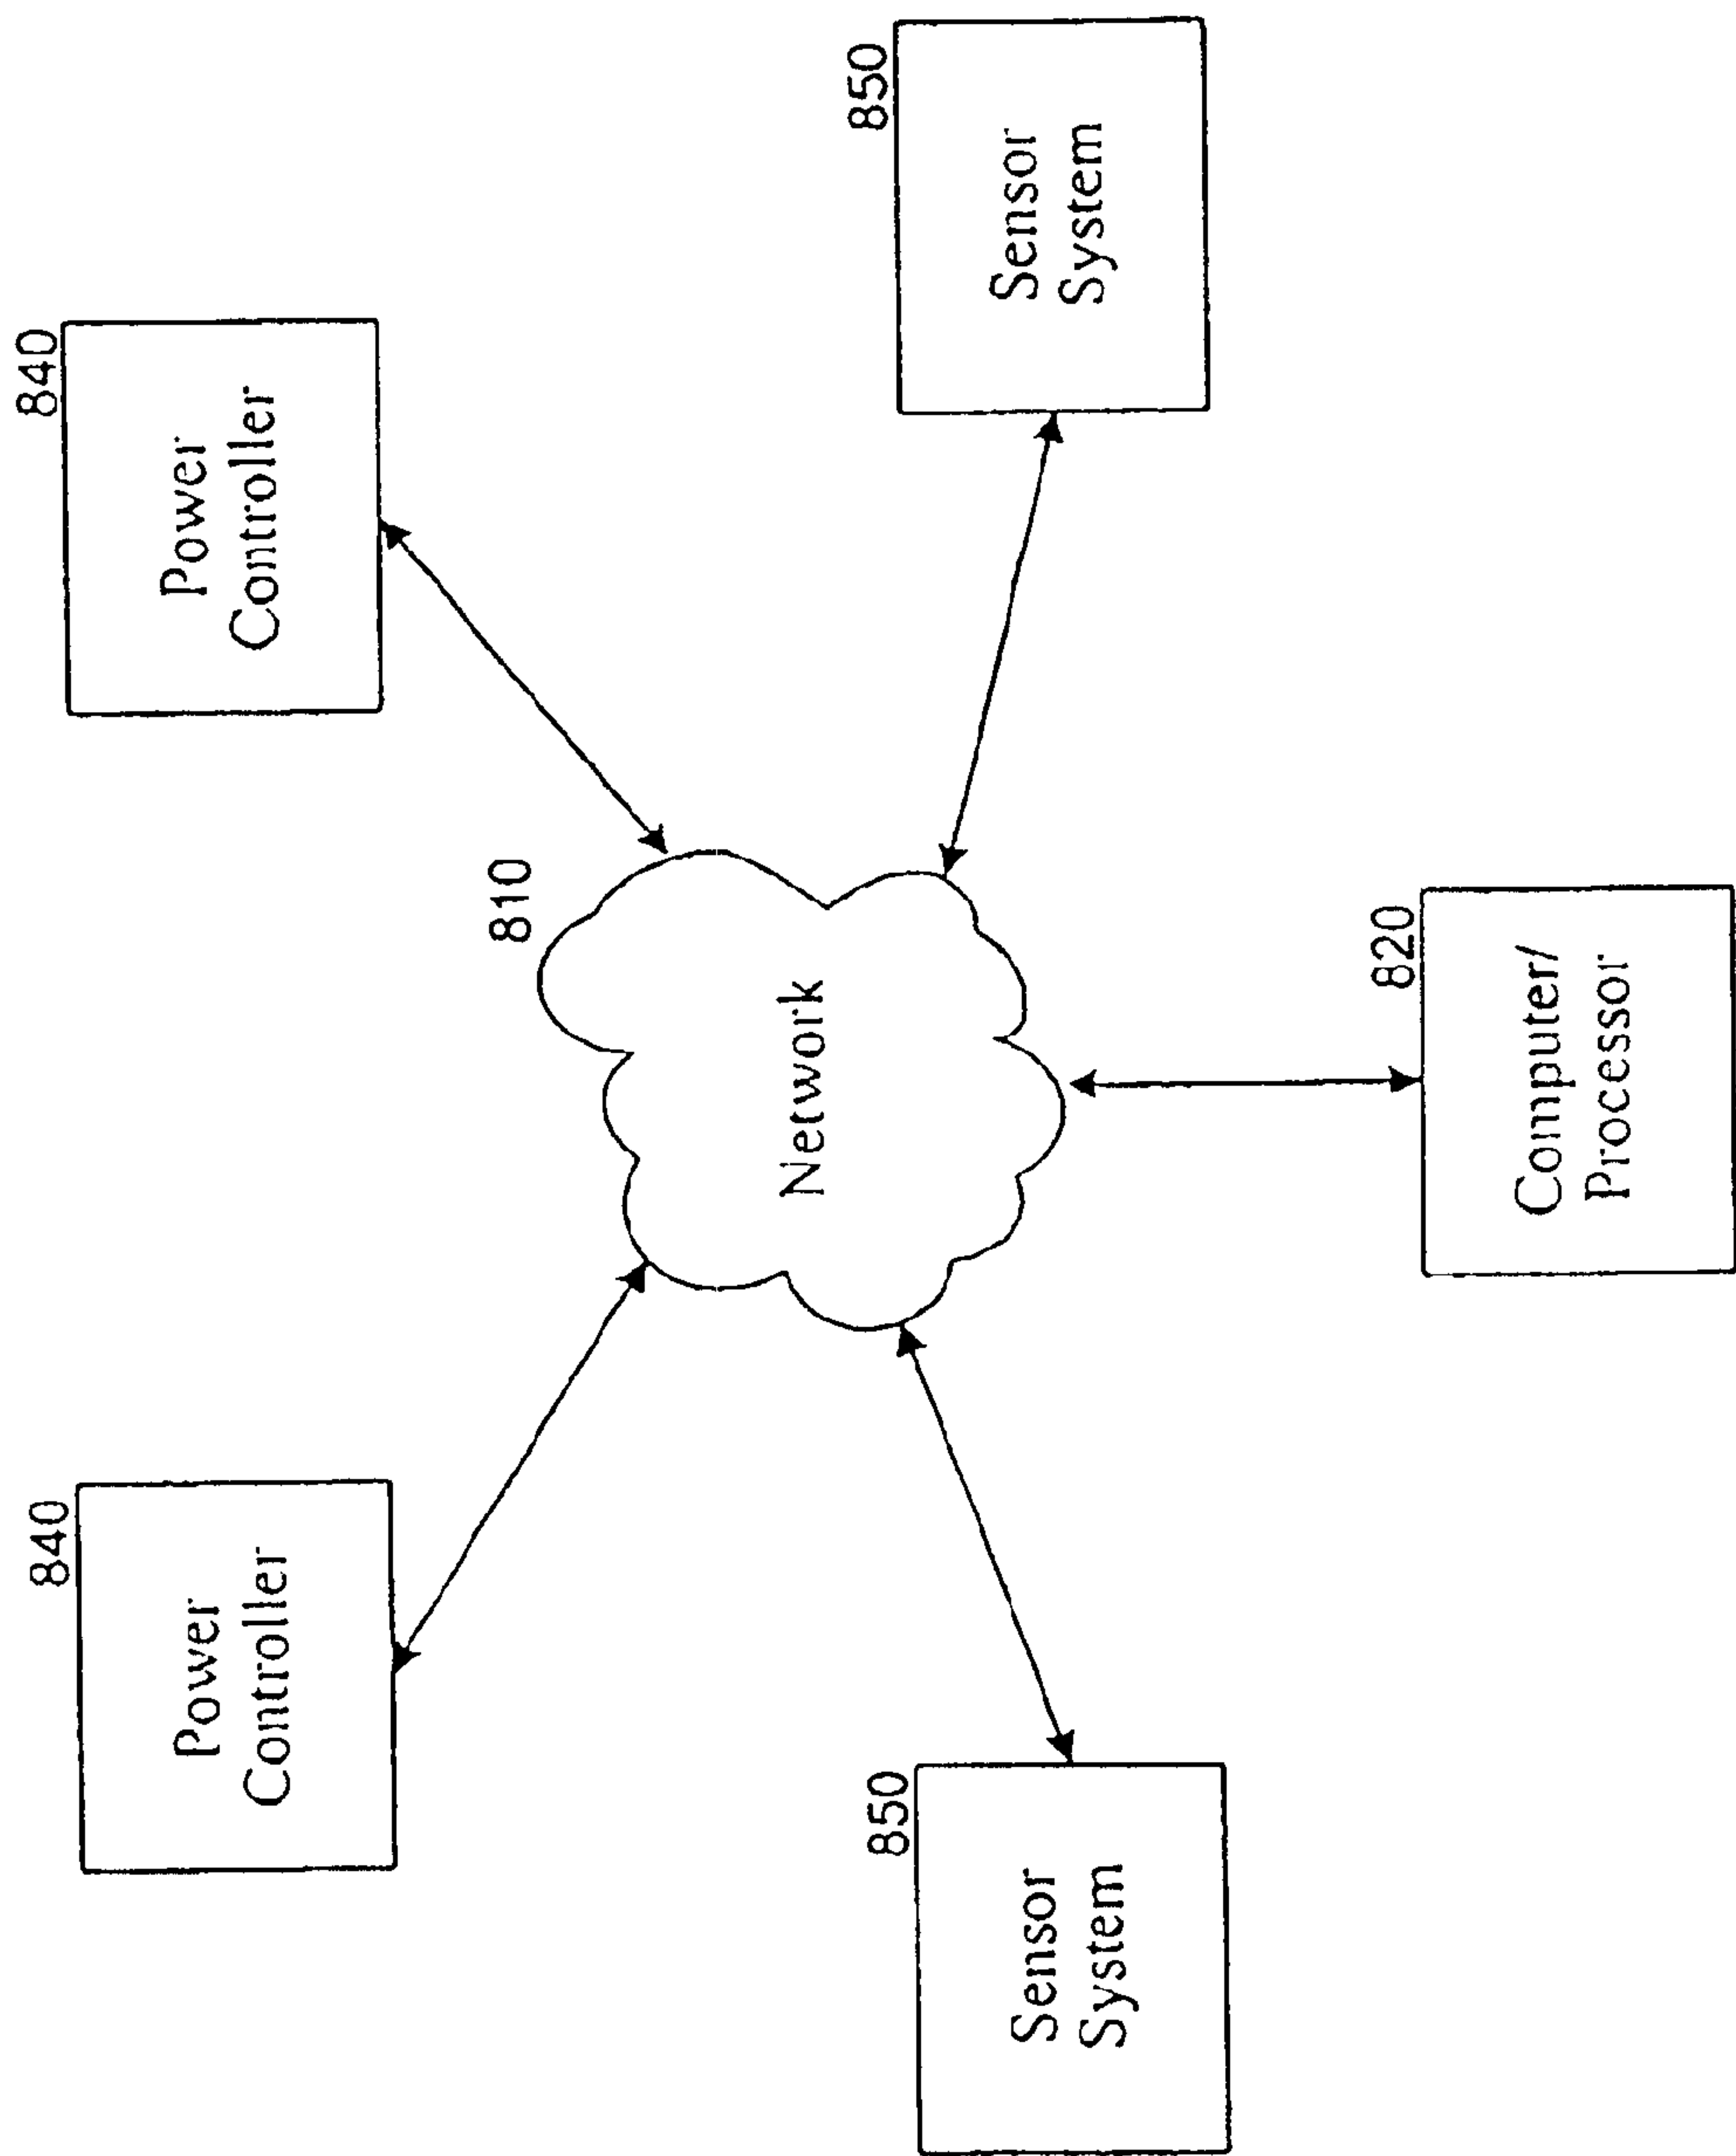 840
Power
Controller
840
Power
Controller
810
Network
850
Sensor
System
850
Sensor
System
820
Computer/
Processor